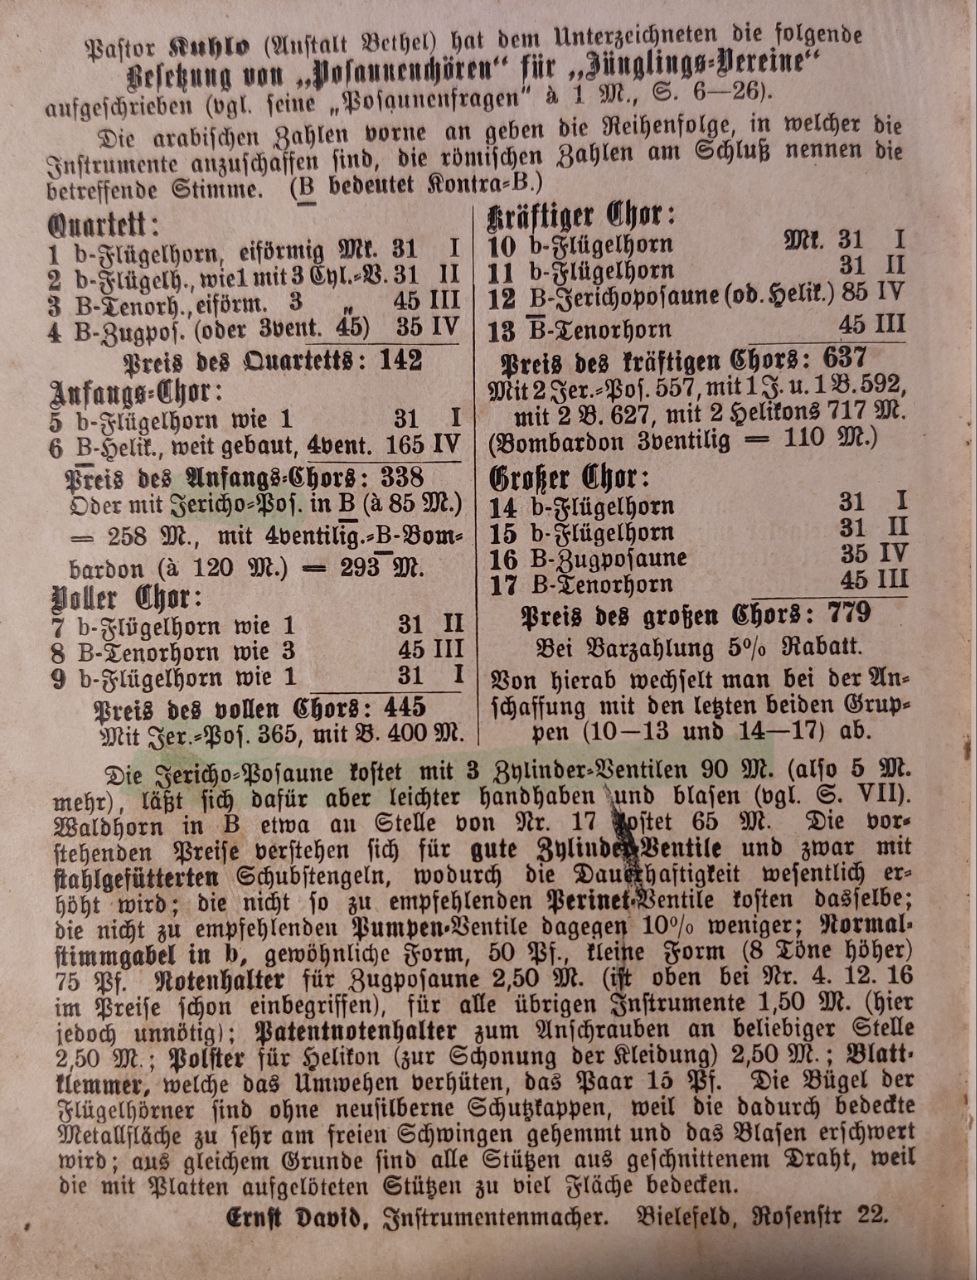 Pastor Kuhlo (Anstalt Bethel) hat dem Unterzeichneten die folgende
Besetzung von „Posaunenchören“ für „Jünglings-Vereine“
aufgeschrieben (vgl. seine „Posaunenfragen“ à 1 M., S. 6—26).
Die arabischen Zahlen vorne an geben die Reihenfolge, in welcher die
Instrumente anzuschaffen sind, die römischen Zahlen am Schluß nennen die
betreffende Stimme. (B bedeutet Kontra-B.)
Quartett:
1 b-Flügelhorn, eiförmig Mk. 31 I
2 b-Flügelh., wie 1 mit 3 Cyl.-V. 31 II
3 B-Tenorh., eiförm. 3 „ 45 III
4 B-Zugpos. (oder 3vent. 45) 35 IV
Preis des Quartetts: 142
Anfangs-Chor:
5 b-Flügelhorn wie 1 31 I
6 B-Helik., weit gebaut, 4vent. 165 IV
Preis des Anfangs-Chors: 338
Oder mit Jericho-Pos. in B (à 85 M.)
= 258 M., mit 4ventilig.-B-Bom-
bardon (à 120 M.) = 293 M.
Voller Chor:
7 b-Flügelhorn wie 1 31 II
8 B-Tenorhorn wie 3 45 III
9 b-Flügelhorn wie 1 31 I
Preis des vollen Chors: 445
Mit Jer.-Pos. 365, mit B. 400 M.
Kräftiger Chor:
10 b-Flügelhorn Mk. 31 I
11 b-Flügelhorn 31 II
12 B-Jerichoposaune (od. Helik.) 85 IV
13 B-Tenorhorn 45 III
Preis des kräftigen Chors: 637
Mit 2 Jer.-Pos. 557, mit 1 J. u. 1 B. 592,
mit 2 B. 627, mit 2 Helikons 717 M.
(Bombardon 3ventilig = 110 M.)
Großer Chor:
14 b-Flügelhorn 31 I
15 b-Flügelhorn 31 II
16 B-Zugposaune 35 IV
17 B-Tenorhorn 45 III
Preis des großen Chors: 779
Bei Barzahlung 5% Rabatt.
Von hierab wechselt man bei der An-
schaffung mit den letzten beiden Grup-
pen (10—13 und 14—17) ab.
Die Jericho-Posaune kostet mit 3 Zylinder-Ventilen 90 M. (also 5 M.
mehr), läßt sich dafür aber leichter handhaben und blasen (vgl. S. VII).
Waldhorn in B etwa an Stelle von Nr. 17 kostet 65 M. Die vor-
stehenden Preise verstehen sich für gute Zylinder-Ventile und zwar mit
stahlgefütterten Schubstengeln, wodurch die Dauerhaftigkeit wesentlich er-
höht wird; die nicht so zu empfehlenden Perinet-Ventile kosten dasselbe;
die nicht zu empfehlenden Pumpen-Ventile dagegen 10% weniger; Normal-
stimmgabel in b, gewöhnliche Form, 50 Pf., kleine Form (8 Töne höher)
75 Pf. Notenhalter für Zugposaune 2,50 M. (ist oben bei Nr. 4. 12. 16
im Preise schon einbegriffen), für alle übrigen Instrumente 1,50 M. (hier
jedoch unnötig); Patentnotenhalter zum Anschrauben an beliebiger Stelle
2,50 M.; Polster für Helikon (zur Schonung der Kleidung) 2,50 M.; Blatt-
klemmer, welche das Umwehen verhüten, das Paar 15 Pf. Die Bügel der
Flügelhörner sind ohne neusilberne Schutzkappen, weil die dadurch bedeckte
Metallfläche zu sehr am freien Schwingen gehemmt und das Blasen erschwert
wird; aus gleichem Grunde sind alle Stützen aus geschnittenem Draht, weil
die mit Platten aufgelöteten Stützen zu viel Fläche bedecken.
Ernst David, Instrumentenmacher. Bielefeld, Rosenstr 22.